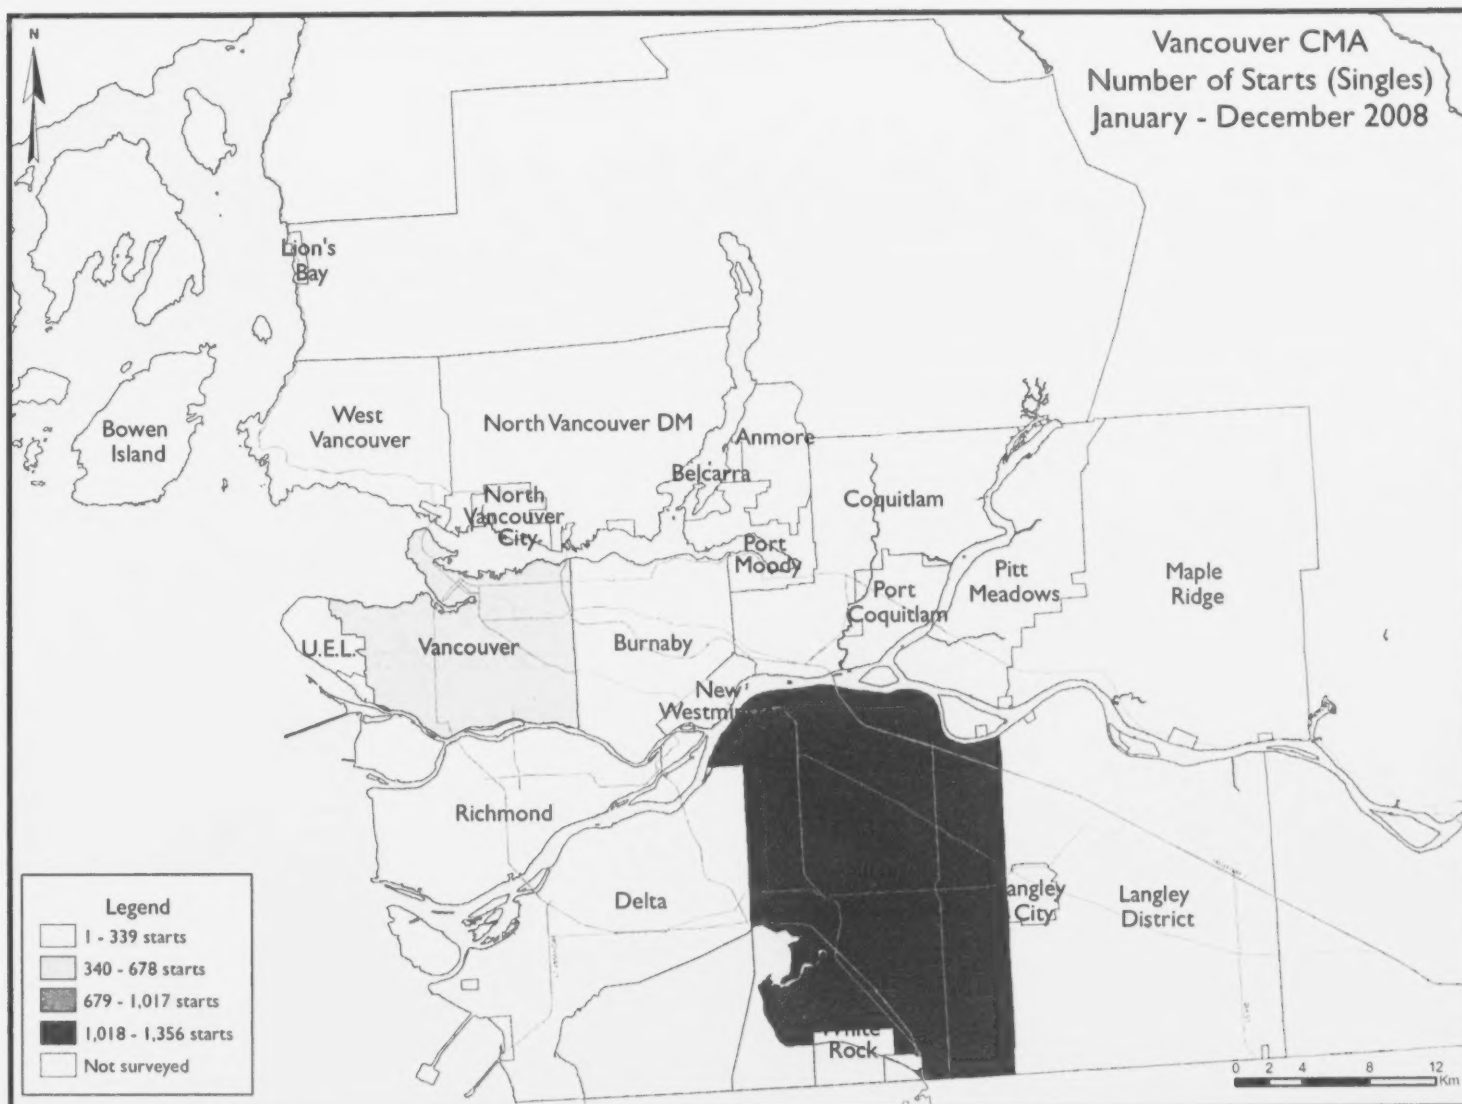 N
Vancouver CMA
Number of Starts (Singles)
January - December 2008
Lion's
Bay
Bowen
Island
West
Vancouver
North Vancouver DM
Anmore
Belcarra
North
Vancouver
City
Coquitlam
Port
Moody
Pitt
Meadows
Port
Coquitlam
Maple
Ridge
U.E.L.
Vancouver
Burnaby
New
Richmond
Delta
City
Langley
District
Rock
Legend
1 - 339 starts
340 - 678 starts
679 - 1,017 starts
1,018 - 1,356 starts
Not surveyed
0 2 4 8 12
Km